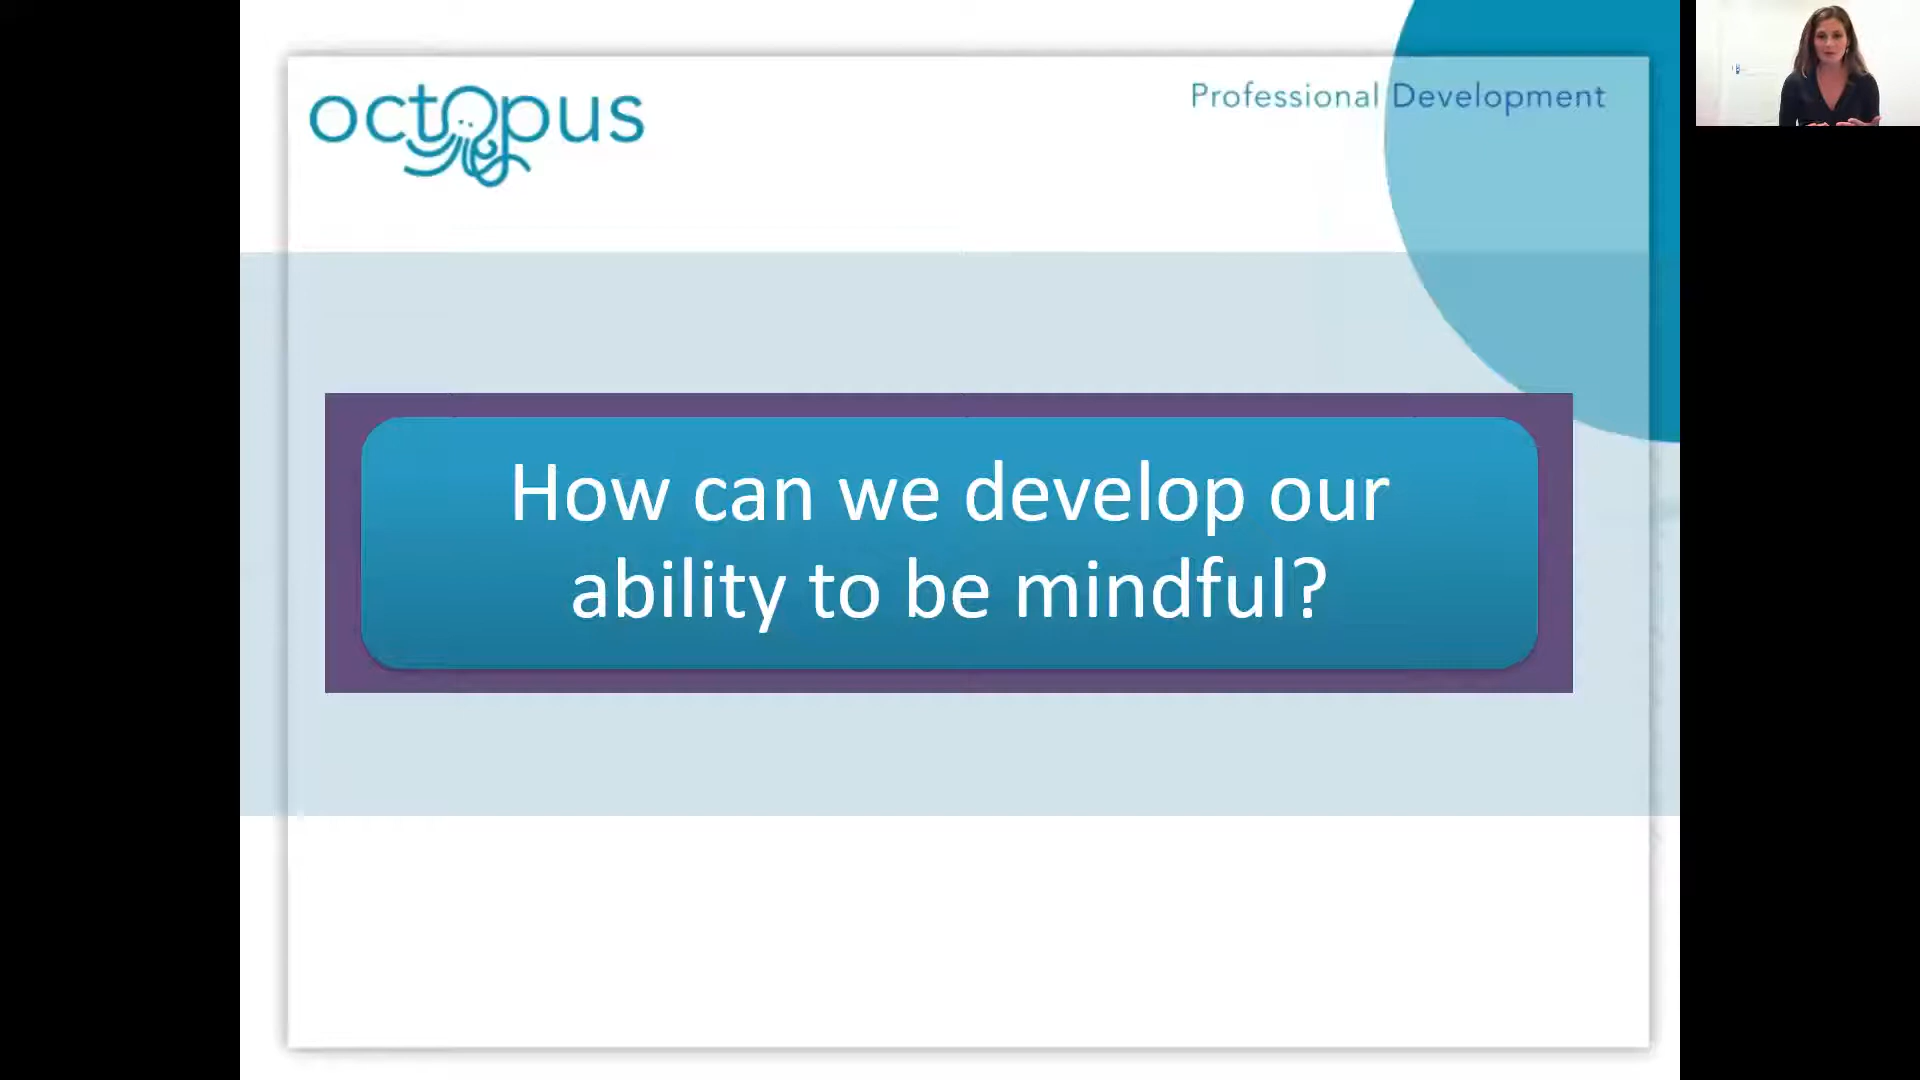 octopus
Professional Development
How can we develop our
ability to be mindful?